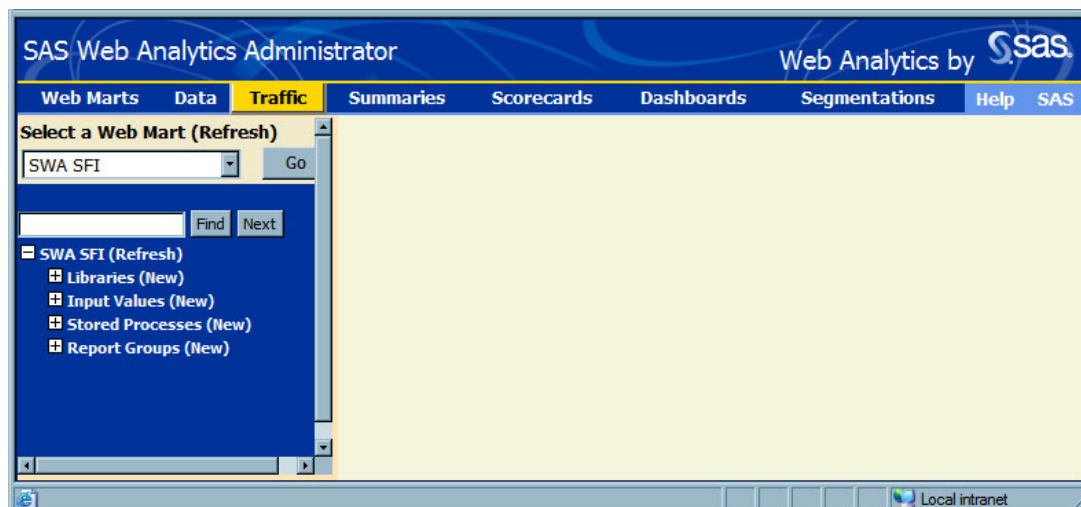 SAS Web Analytics Administrator
Web Analytics by sas.
Web Marts Data Traffic Summaries Scorecards Dashboards Segmentations Help SAS
Select a Web Mart (Refresh)
SWA SFI Go
Find Next
SWA SFI (Refresh)
Libraries (New)
Input Values (New)
Stored Processes (New)
Report Groups (New)
Local intranet